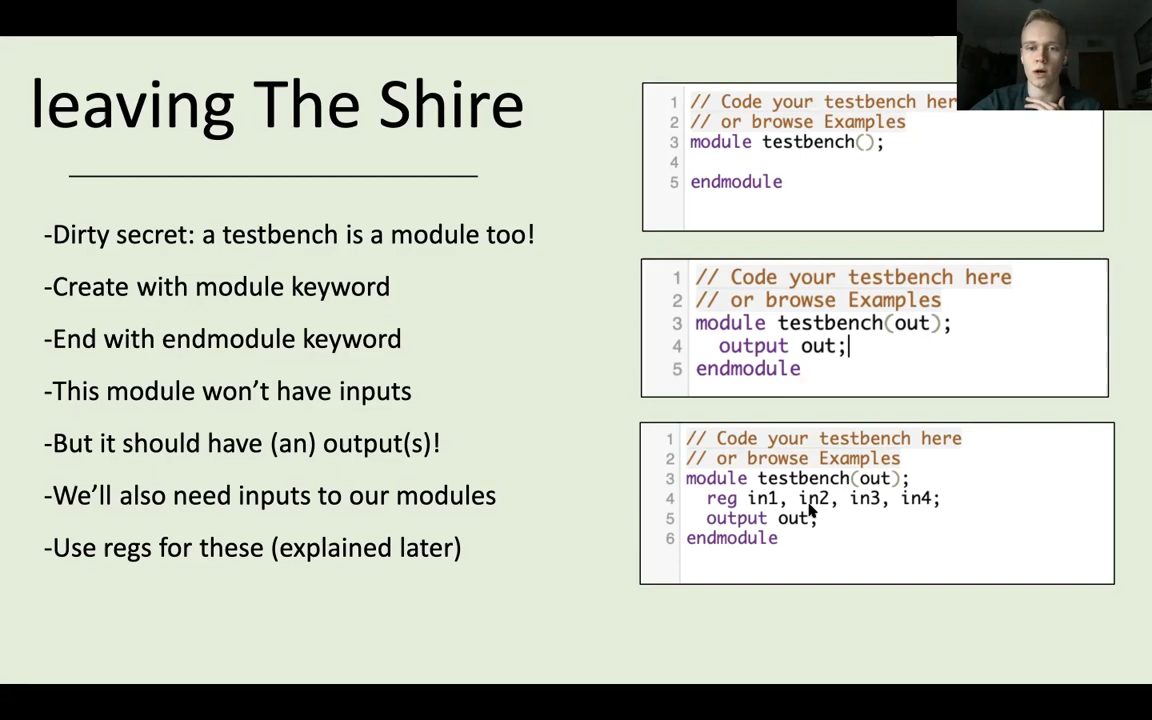 leaving The Shire
-Dirty secret: a testbench is a module too!
-Create with module keyword
-End with endmodule keyword
-This module won’t have inputs
-But it should have (an) output(s)!
-We’ll also need inputs to our modules
-Use regs for these (explained later)
1 // Code your testbench her
2 // or browse Examples
3 module testbench();
4
5 endmodule
1 // Code your testbench here
2 // or browse Examples
3 module testbench(out);
4 output out;
5 endmodule
1 // Code your testbench here
2 // or browse Examples
3 module testbench(out);
4 reg in1, in2, in3, in4;
5 output out;
6 endmodule